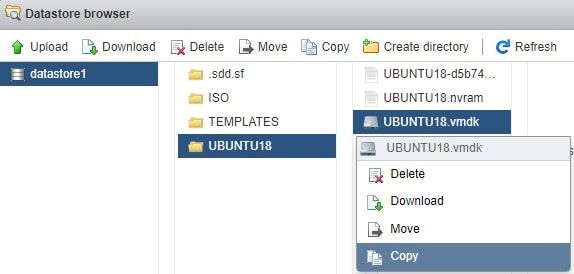 Datastore browser
Upload Download Delete Move Copy Create directory Refresh
datastore1
.sdd.sf
ISO
TEMPLATES
UBUNTU18
UBUNTU18-d5b74...
UBUNTU18.nvram
UBUNTU18.vmdk
UBUNTU18.vmdk
Delete
Download
Move
Copy